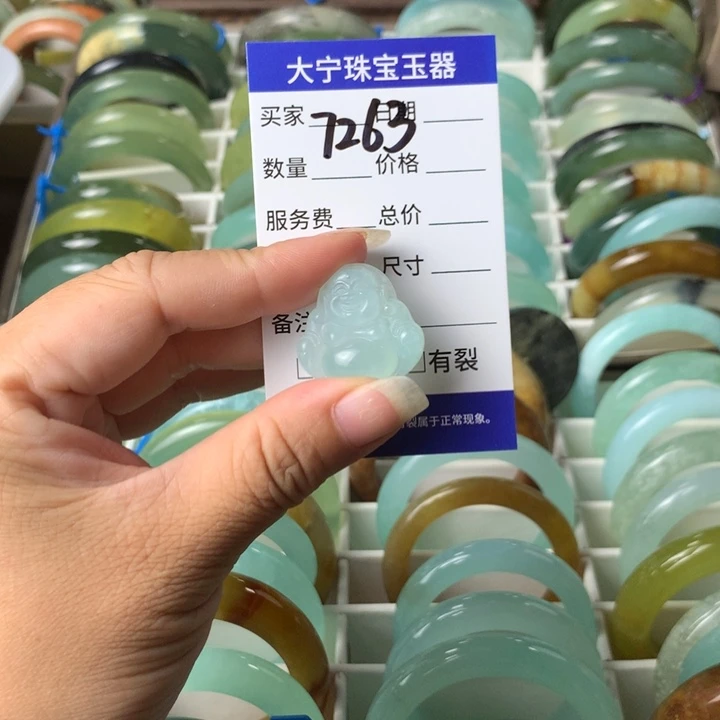 大宁珠宝玉器
买家 日期
7263
数量 价格
服务费 总价
尺寸
备注
有裂
裂属于正常现象。